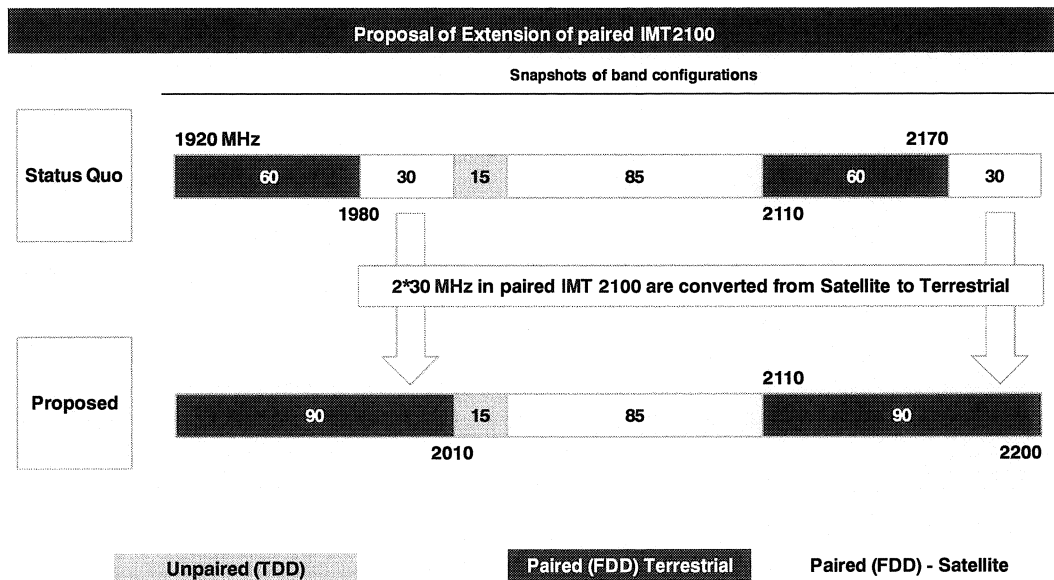 Proposal of Extension of paired IMT2100
Snapshots of band configurations
Status Quo
1920 MHz
2170
60
30
15
85
60
30
1980
2110
2*30 MHz in paired IMT 2100 are converted from Satellite to Terrestrial
Proposed
2110
90
15
85
90
2010
2200
Unpaired (TDD)
Paired (FDD) Terrestrial
Paired (FDD) - Satellite